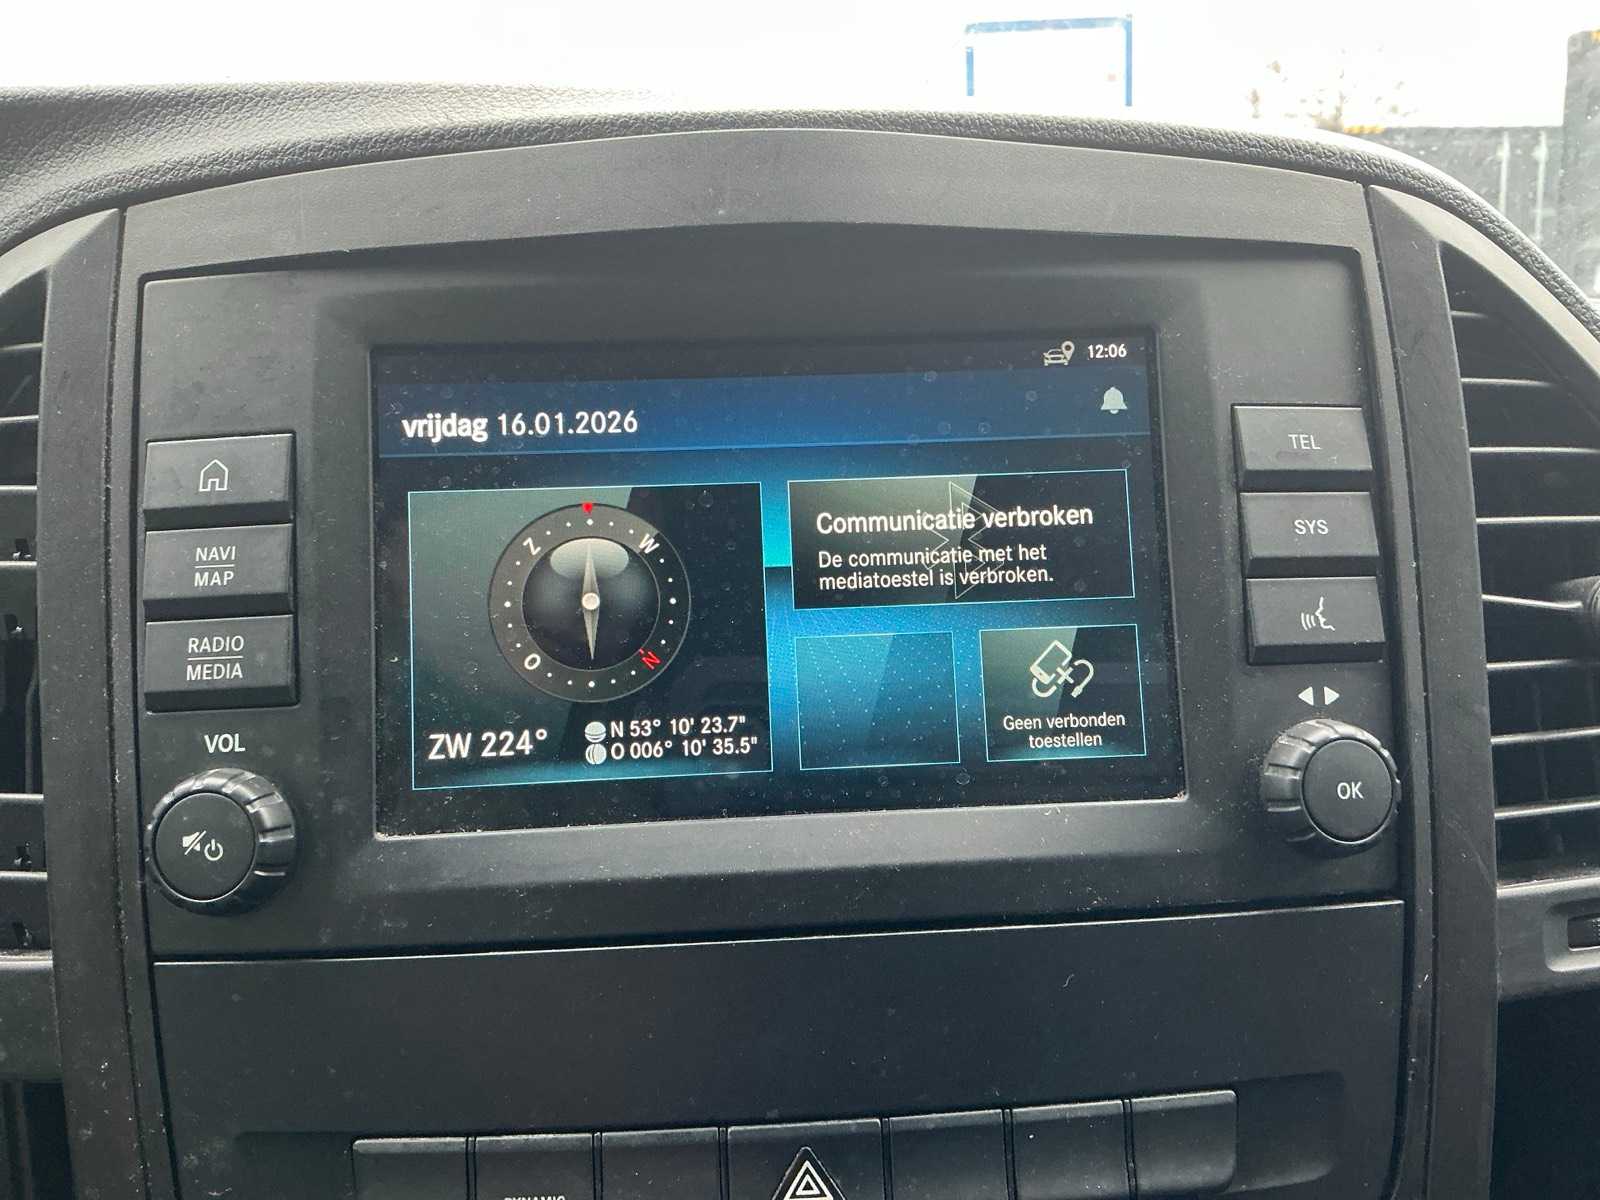 12:06
vrijdag 16.01.2026
NAVI
MAP
RADIO
MEDIA
VOL
Z
W
O
N
ZW 224°
N 53° 10' 23.7"
O 006° 10' 35.5"
Communicatie verbroken
De communicatie met het
mediatoestel is verbroken.
Geen verbonden
toestellen
TEL
SYS
OK
DYNAMIC